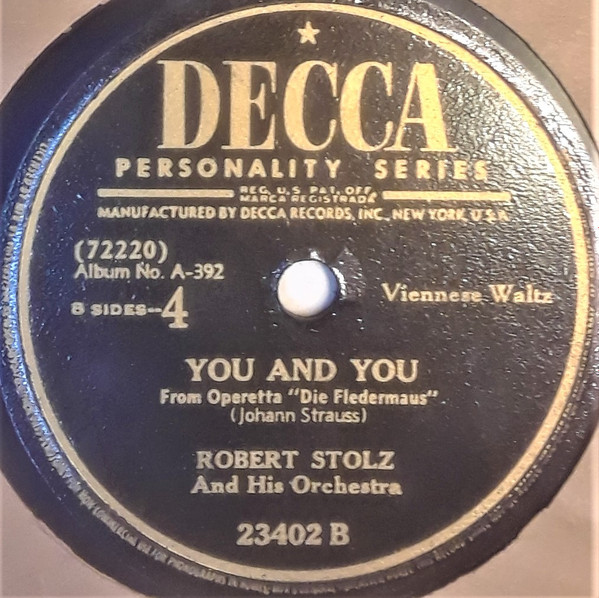 DECCA
PERSONALITY SERIES
REG. U.S. PAT. OFF.
MARCA REGISTRADA
MANUFACTURED BY DECCA RECORDS, INC., NEW YORK, U.S.A.
(72220)
Album No. A-392
8 SIDES—4
Viennese Waltz
YOU AND YOU
From Operetta "Die Fledermaus"
(Johann Strauss)
ROBERT STOLZ
And His Orchestra
23402 B